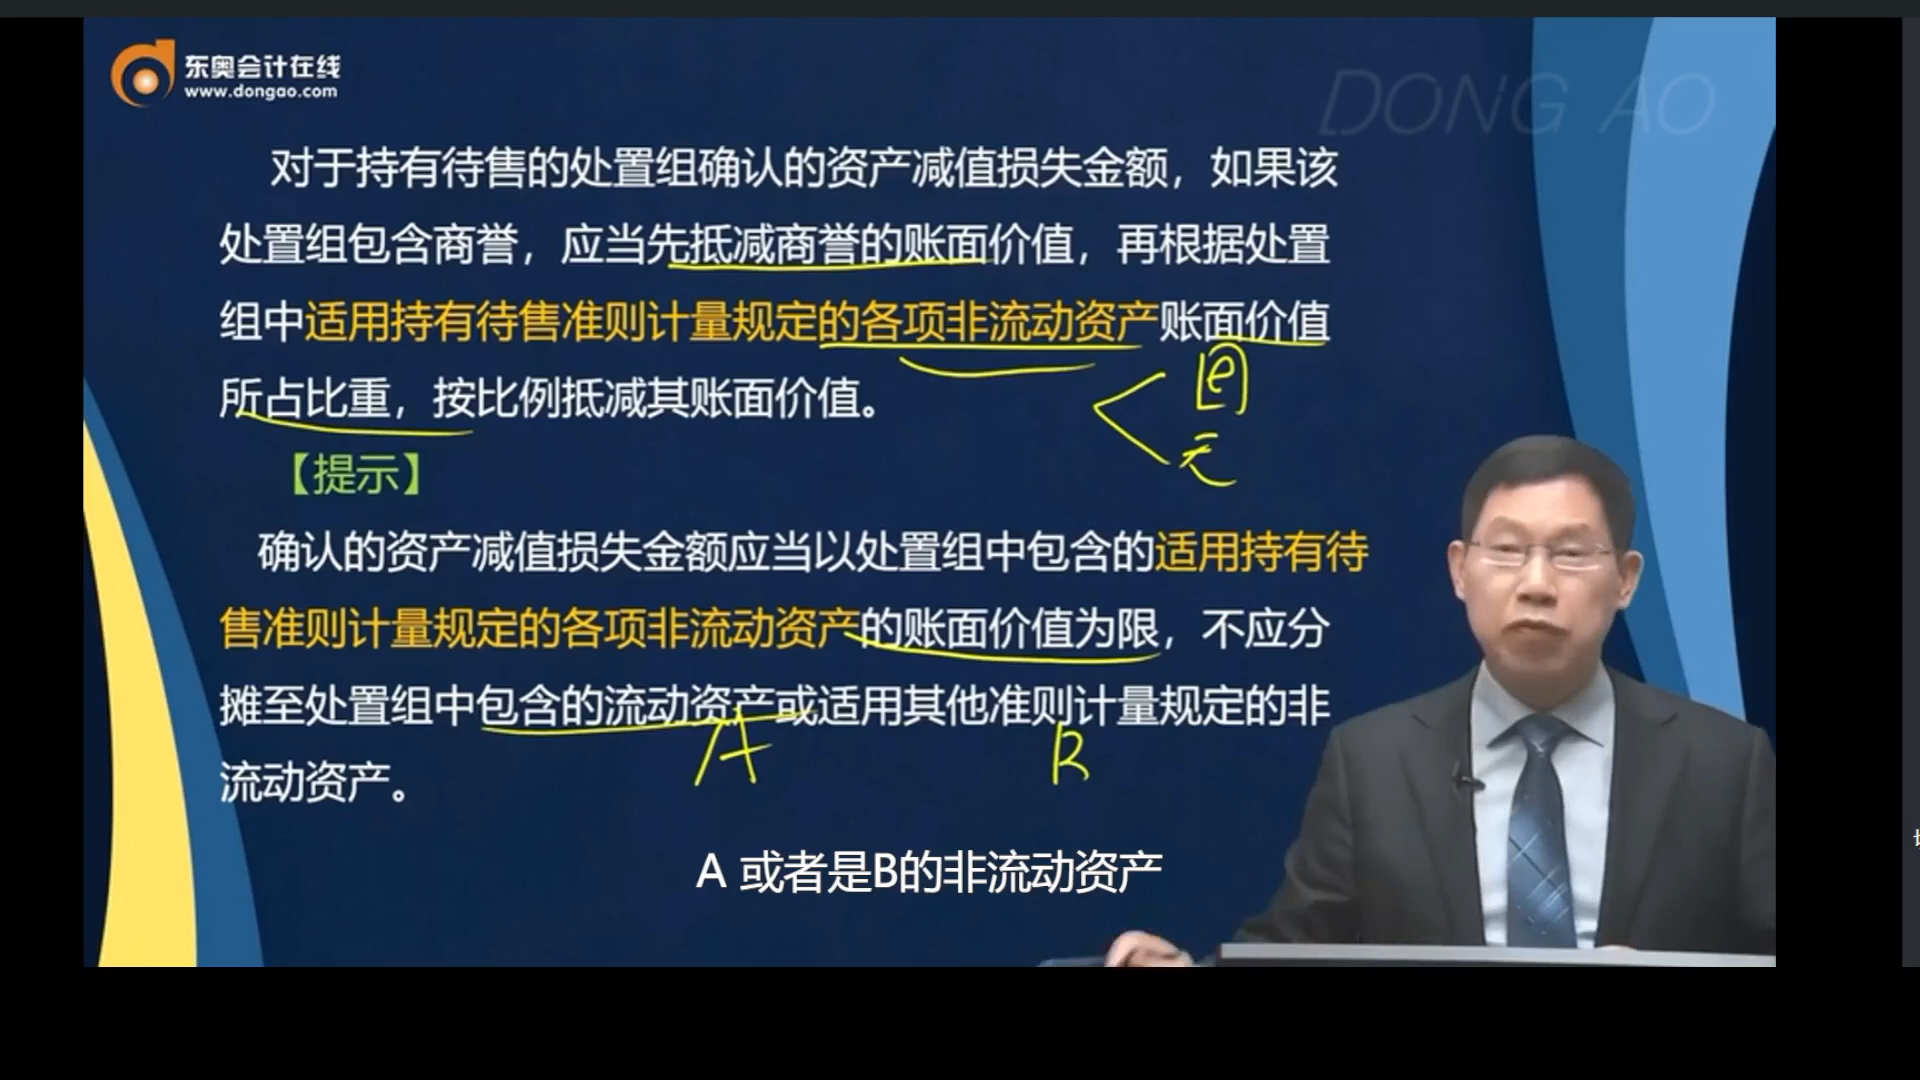 东奥会计在线
www.dongao.com
DONG AO
对于持有待售的处置组确认的资产减值损失金额，如果该
处置组包含商誉，应当先抵减商誉的账面价值，再根据处置
组中适用持有待售准则计量规定的各项非流动资产账面价值
所占比重，按比例抵减其账面价值。
固
无
【提示】
确认的资产减值损失金额应当以处置组中包含的适用持有待
售准则计量规定的各项非流动资产的账面价值为限，不应分
摊至处置组中包含的流动资产或适用其他准则计量规定的非
A B
流动资产。
A 或者是B的非流动资产